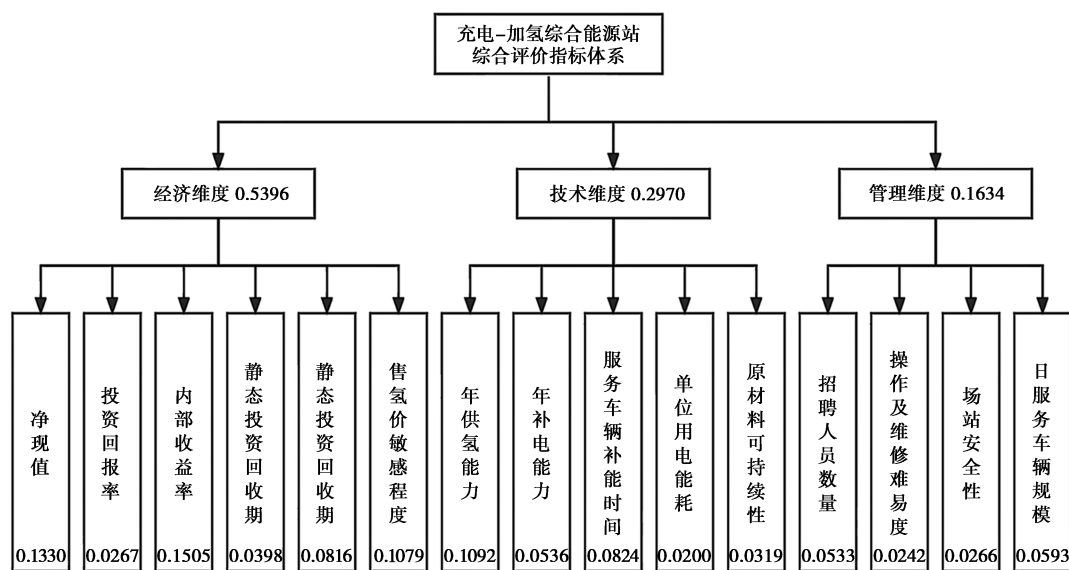 充电-加氢综合能源站
综合评价指标体系
经济维度 0.5396
技术维度 0.2970
管理维度 0.1634
净现值
0.1330
投资回报率
0.0267
内部收益率
0.1505
静态投资回收期
0.0398
静态投资回收期
0.0816
售氢价敏感程度
0.1079
年供氢能力
0.1092
年补电能力
0.0536
服务车辆补能时间
0.0824
单位用电能耗
0.0200
原材料可持续性
0.0319
招聘人员数量
0.0533
操作及维修难易度
0.0242
场站安全性
0.0266
日服务车辆规模
0.0593